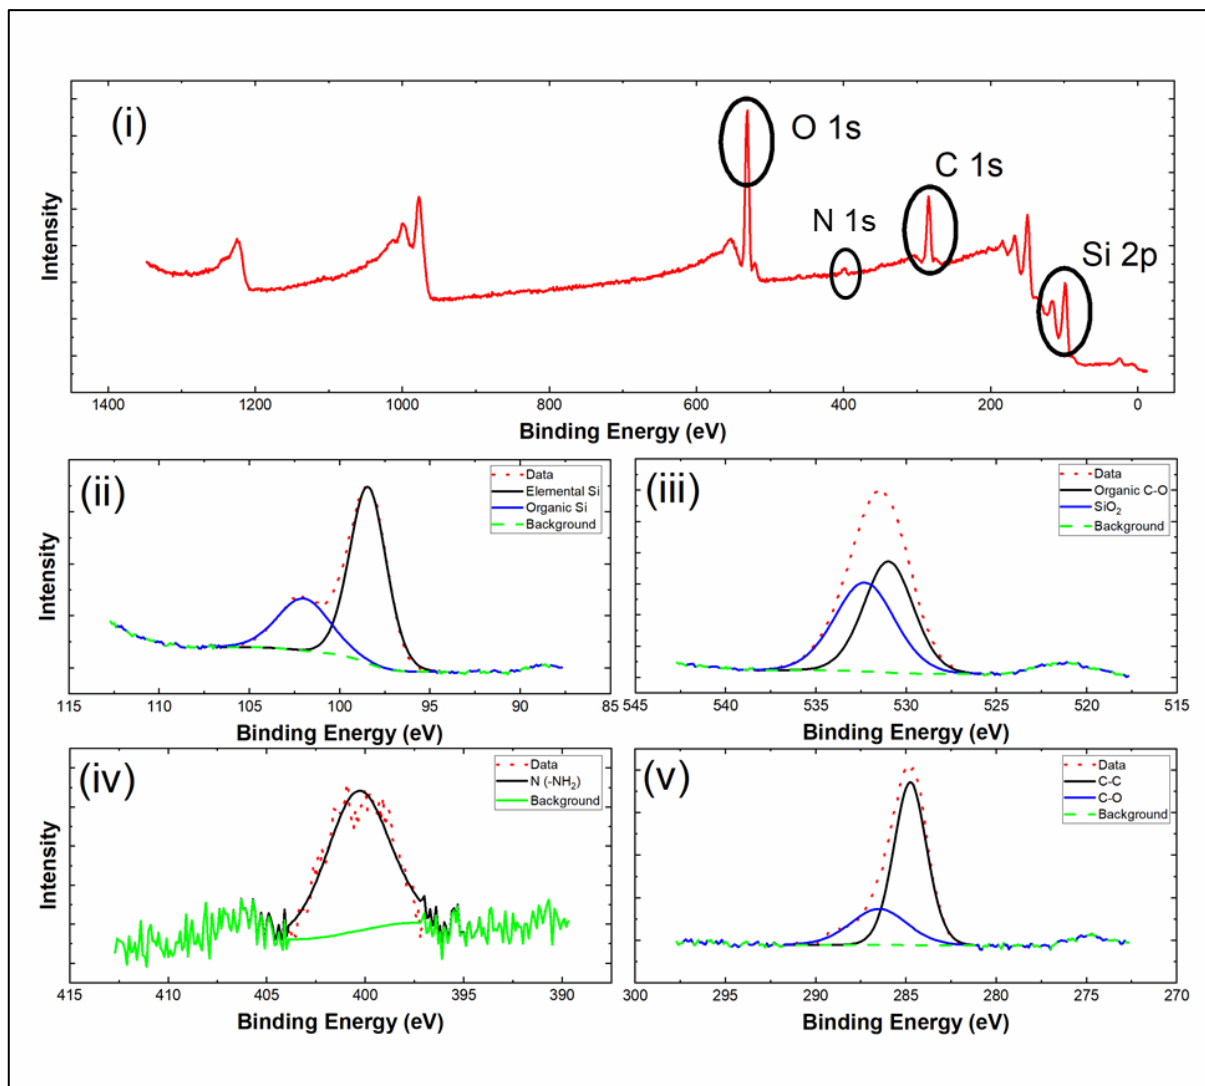 (i)
O 1s
C 1s
N 1s
Si 2p
Intensity
1400 1200 1000 800 600 400 200 0
Binding Energy (eV)
(ii)
Data
Elemental Si
Organic Si
Background
Intensity
115 110 105 100 95 90 85
Binding Energy (eV)
(iii)
Data
Organic C-O
SiO₂
Background
545 540 535 530 525 520 515
Binding Energy (eV)
(iv)
Data
N (-NH₂)
Background
Intensity
415 410 405 400 395 390
Binding Energy (eV)
(v)
Data
C-C
C-O
Background
300 295 290 285 280 275 270
Binding Energy (eV)